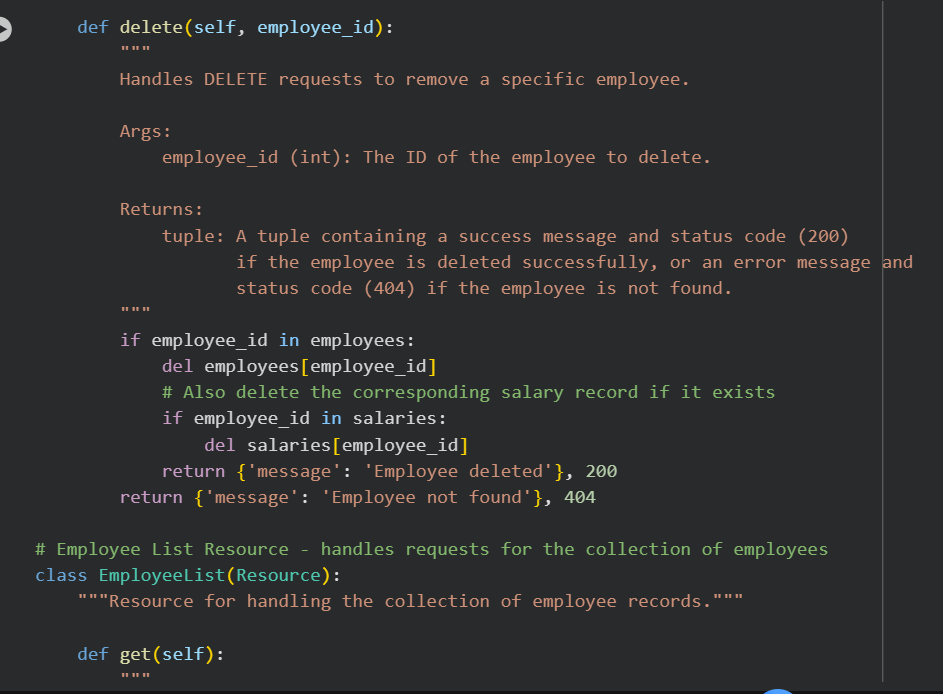 def delete(self, employee_id):
"""
Handles DELETE requests to remove a specific employee.
Args:
employee_id (int): The ID of the employee to delete.
Returns:
tuple: A tuple containing a success message and status code (200)
if the employee is deleted successfully, or an error message and
status code (404) if the employee is not found.
"""
if employee_id in employees:
del employees[employee_id]
# Also delete the corresponding salary record if it exists
if employee_id in salaries:
del salaries[employee_id]
return {'message': 'Employee deleted'}, 200
return {'message': 'Employee not found'}, 404
# Employee List Resource - handles requests for the collection of employees
class EmployeeList(Resource):
"""Resource for handling the collection of employee records."""
def get(self):
"""